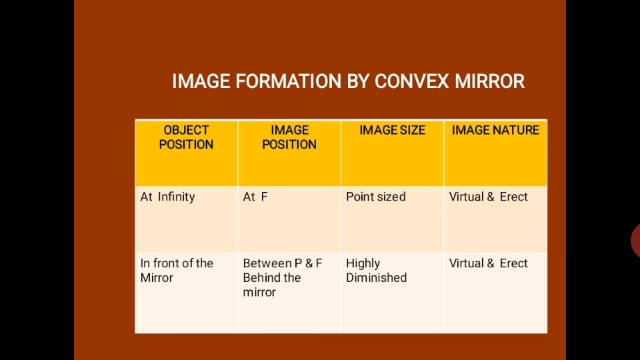 IMAGE FORMATION BY CONVEX MIRROR
OBJECT POSITION
IMAGE POSITION
IMAGE SIZE
IMAGE NATURE
At Infinity
At F
Point sized
Virtual & Erect
In front of the
Mirror
Between P & F
Behind the
mirror
Highly
Diminished
Virtual & Erect